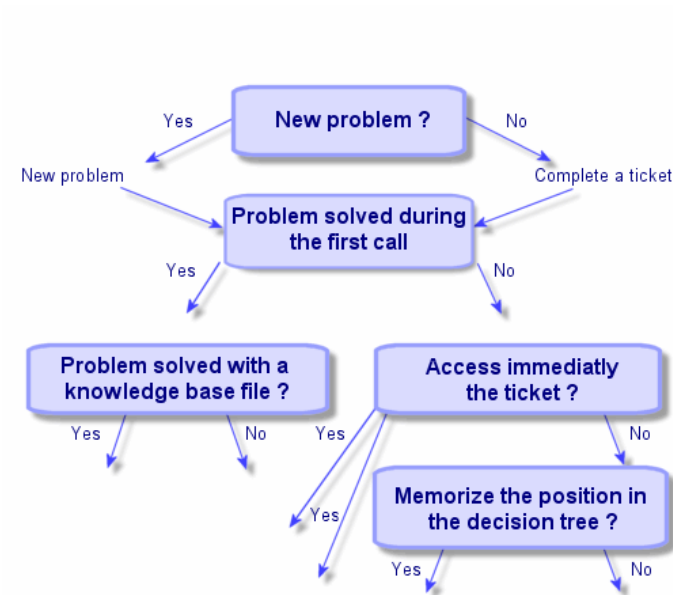 New problem ?
Yes
No
New problem
Complete a ticket
Problem solved during
the first call
Yes
No
Problem solved with a
knowledge base file ?
Access immediatly
the ticket ?
Yes
No
Yes
No
Yes
Memorize the position in
the decision tree ?
Yes
No